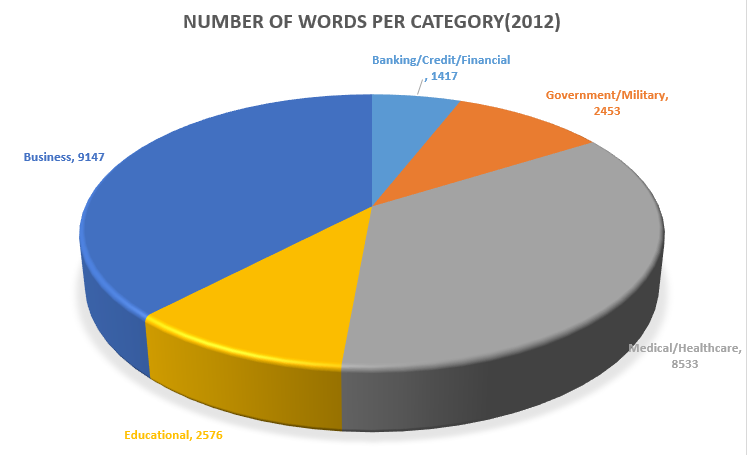 NUMBER OF WORDS PER CATEGORY(2012)
Banking/Credit/Financial
, 1417
Government/Military,
2453
Business, 9147
Medical/Healthcare,
8533
Educational, 2576